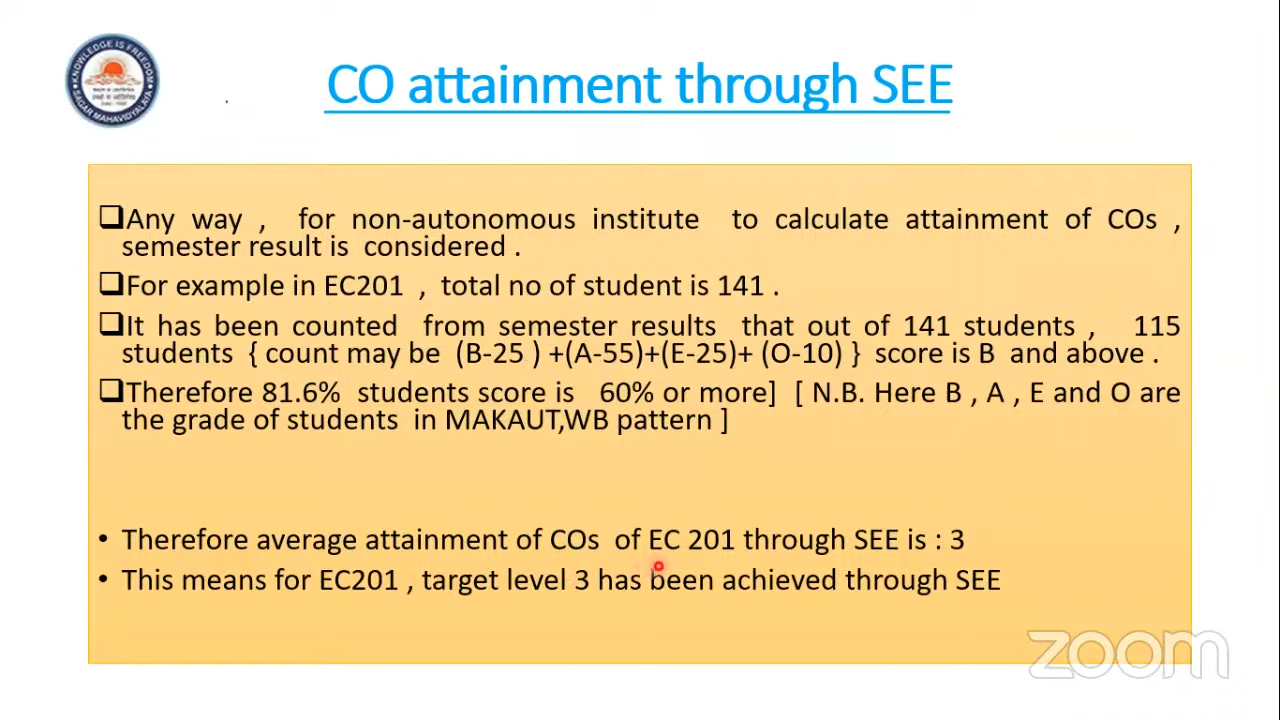 KNOWLEDGE IS FREEDOM
SAGAR MAHAVIDYALAYA
CO attainment through SEE
❑Any way , for non-autonomous institute to calculate attainment of COs ,
semester result is considered .
❑For example in EC201 , total no of student is 141 .
❑It has been counted from semester results that out of 141 students , 115
students { count may be (B-25 ) +(A-55)+(E-25)+ (O-10) } score is B and above .
❑Therefore 81.6% students score is 60% or more] [ N.B. Here B , A , E and O are
the grade of students in MAKAUT,WB pattern ]
• Therefore average attainment of COs of EC 201 through SEE is : 3
• This means for EC201 , target level 3 has been achieved through SEE
zoom